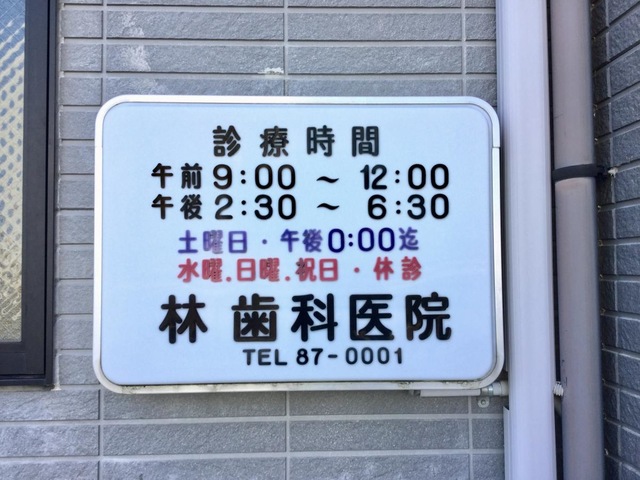 診療時間
午前 9:00 ～ 12:00
午後 2:30 ～ 6:30
土曜日・午後0:00迄
水曜.日曜.祝日・休診
林歯科医院
TEL 87-0001